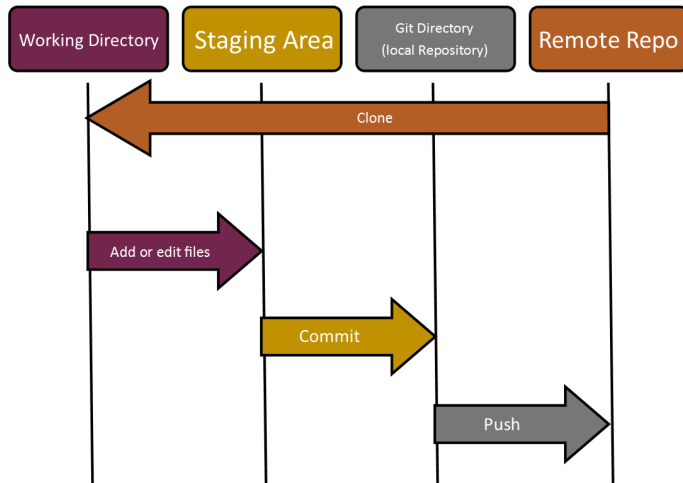 Working Directory
Staging Area
Git Directory
(local Repository)
Remote Repo
Clone
Add or edit files
Commit
Push